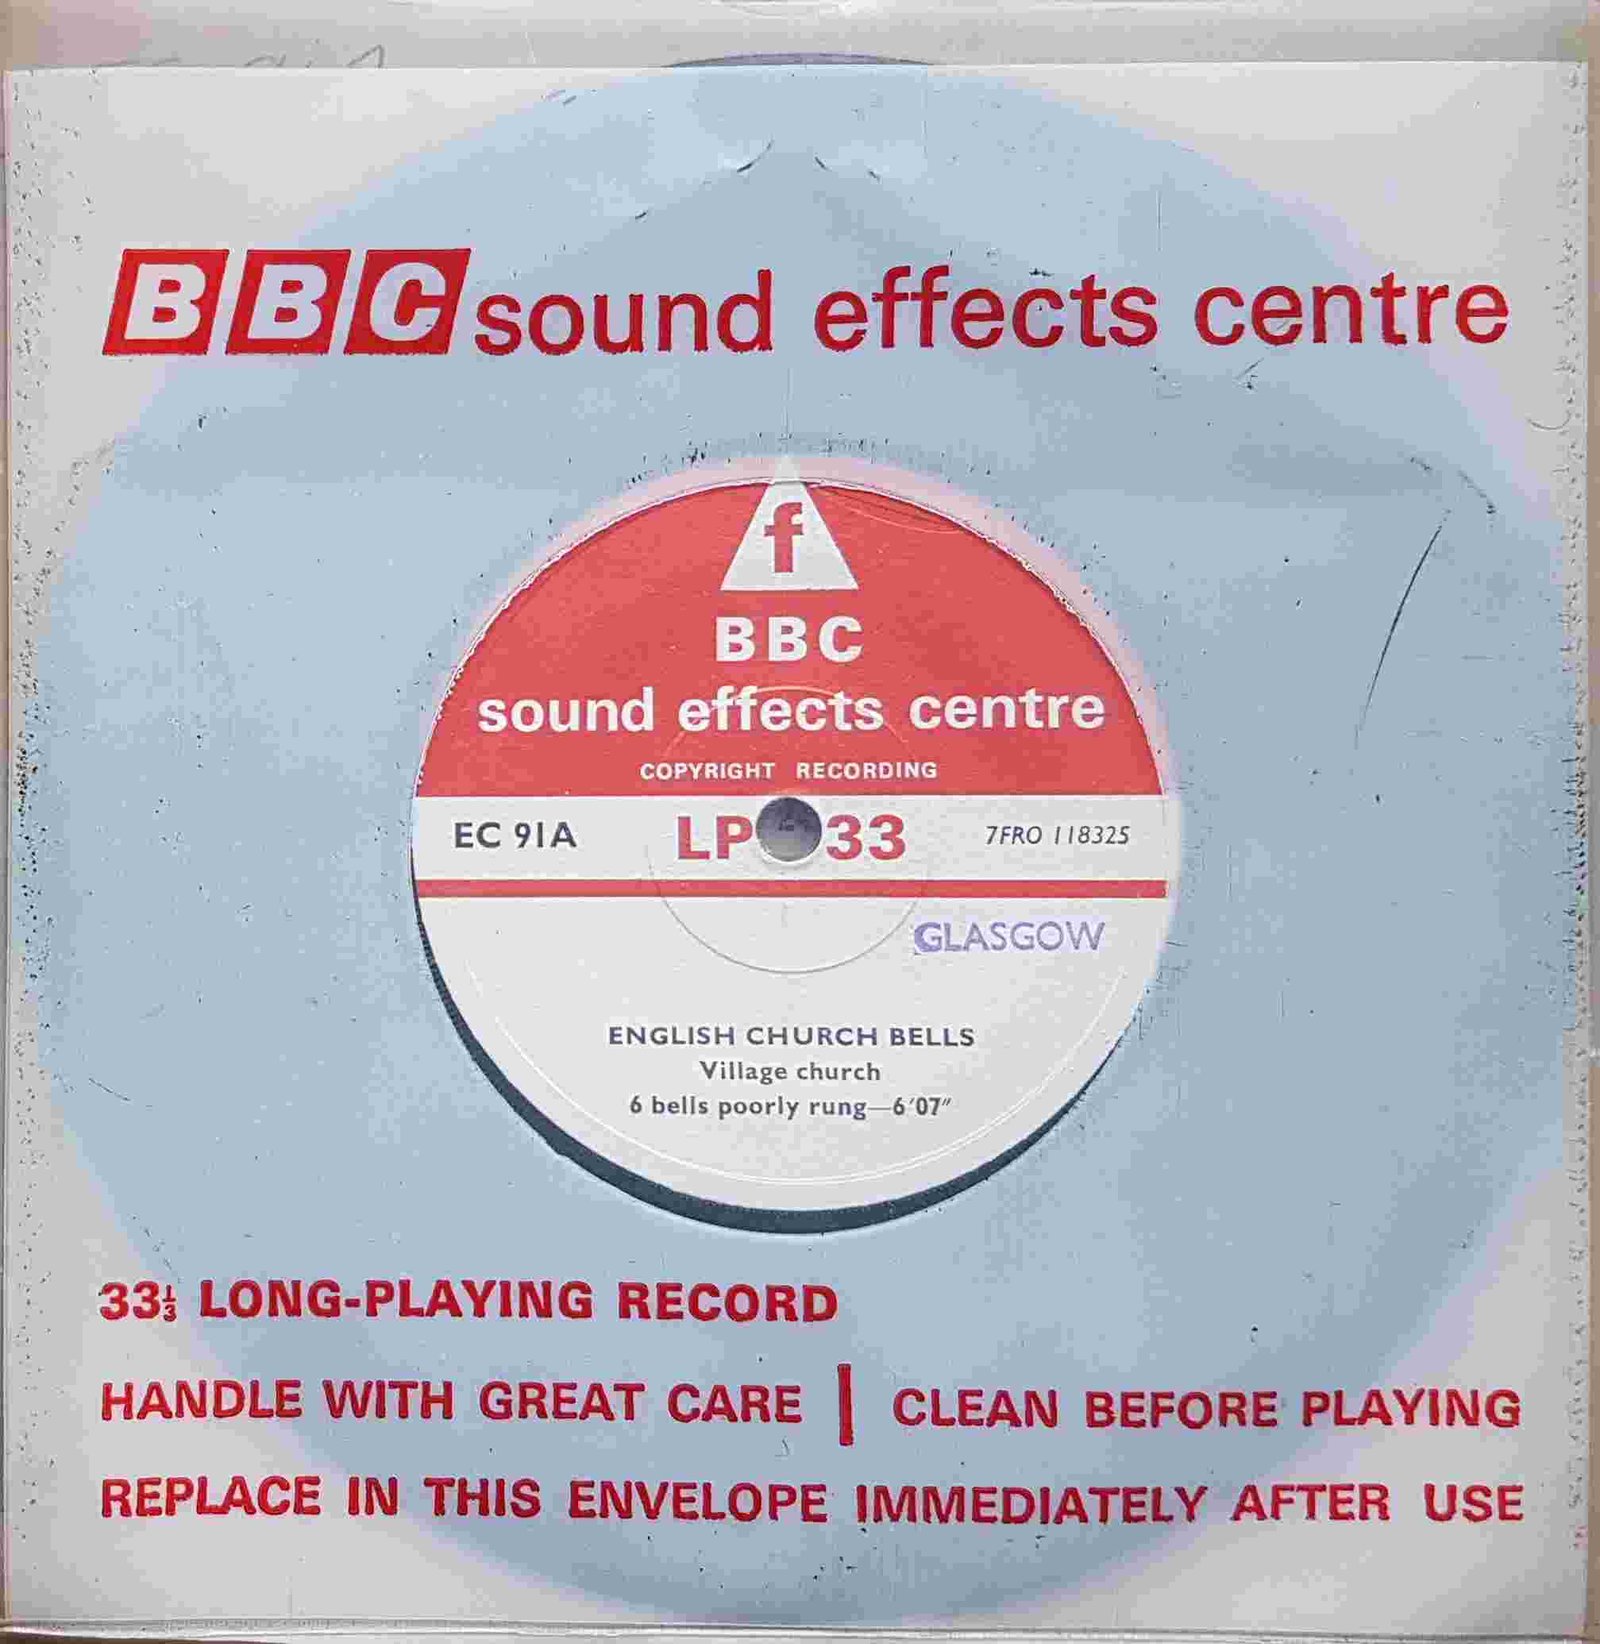 BBC sound effects centre
f
BBC
sound effects centre
COPYRIGHT RECORDING
EC 91A LP 33 7FRO 118325
GLASGOW
ENGLISH CHURCH BELLS
Village church
6 bells poorly rung—6′07″
33⅓ LONG-PLAYING RECORD
HANDLE WITH GREAT CARE | CLEAN BEFORE PLAYING
REPLACE IN THIS ENVELOPE IMMEDIATELY AFTER USE